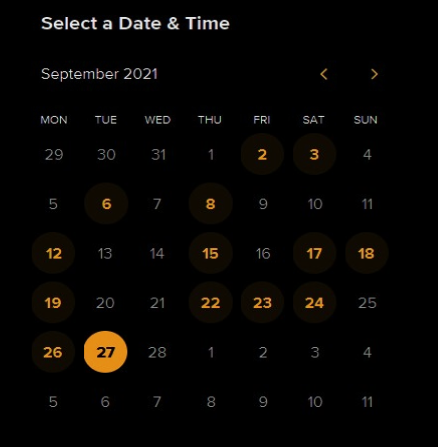 Select a Date & Time
September 2021 < >
MON TUE WED THU FRI SAT SUN
29 30 31 1 2 3 4
5 6 7 8 9 10 11
12 13 14 15 16 17 18
19 20 21 22 23 24 25
26 27 28 1 2 3 4
5 6 7 8 9 10 11